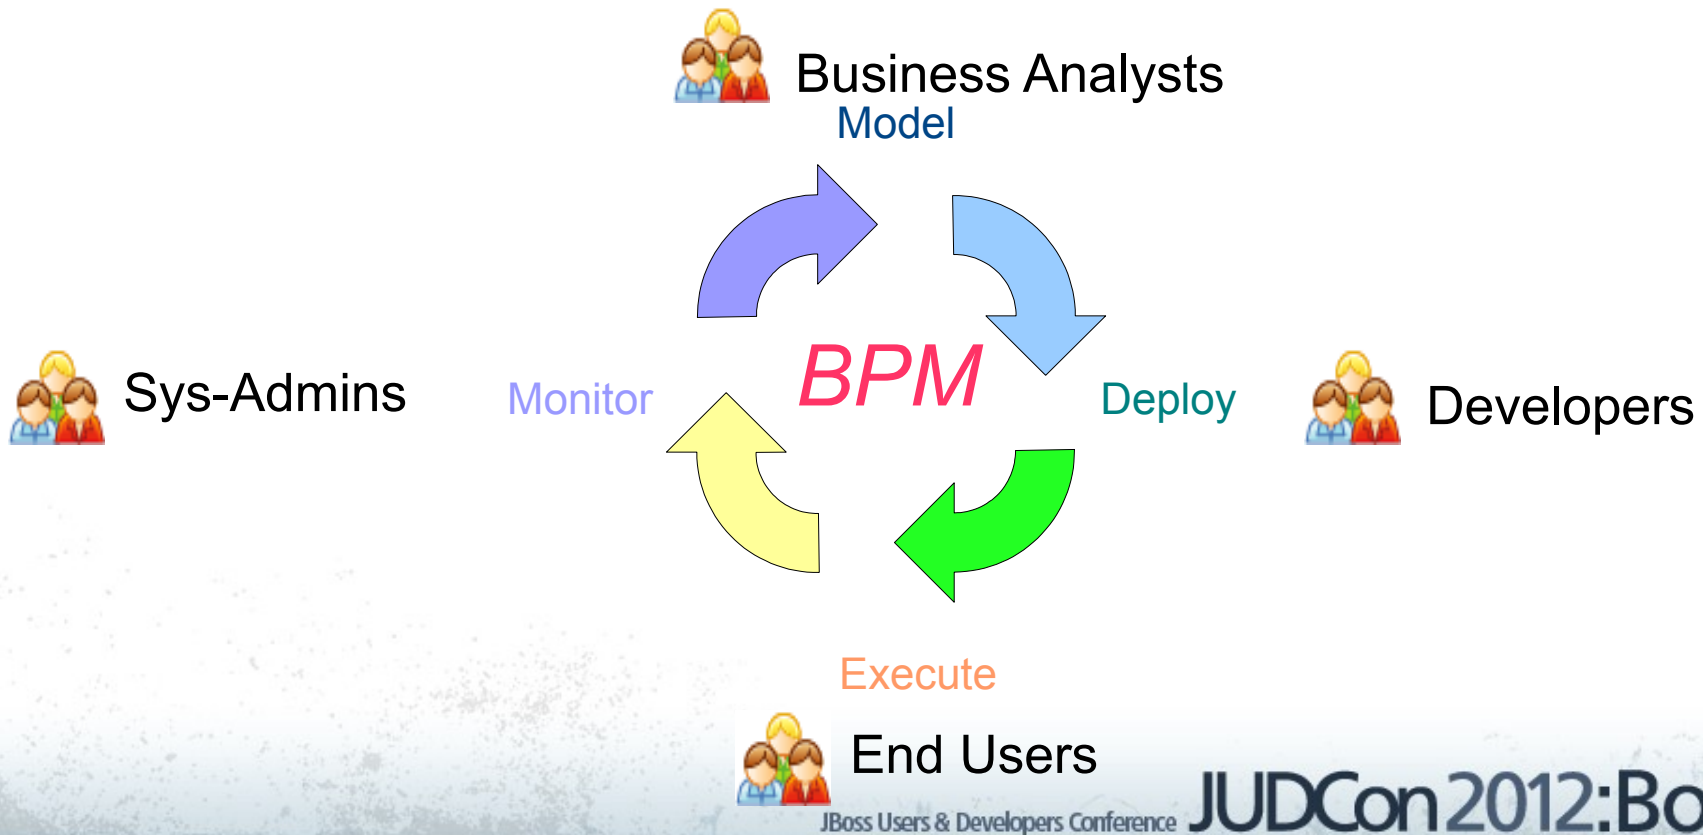 Business Analysts
Model
BPM
Sys-Admins
Monitor
Deploy
Developers
Execute
End Users
JBoss Users & Developers Conference JUDCon 2012:Bo